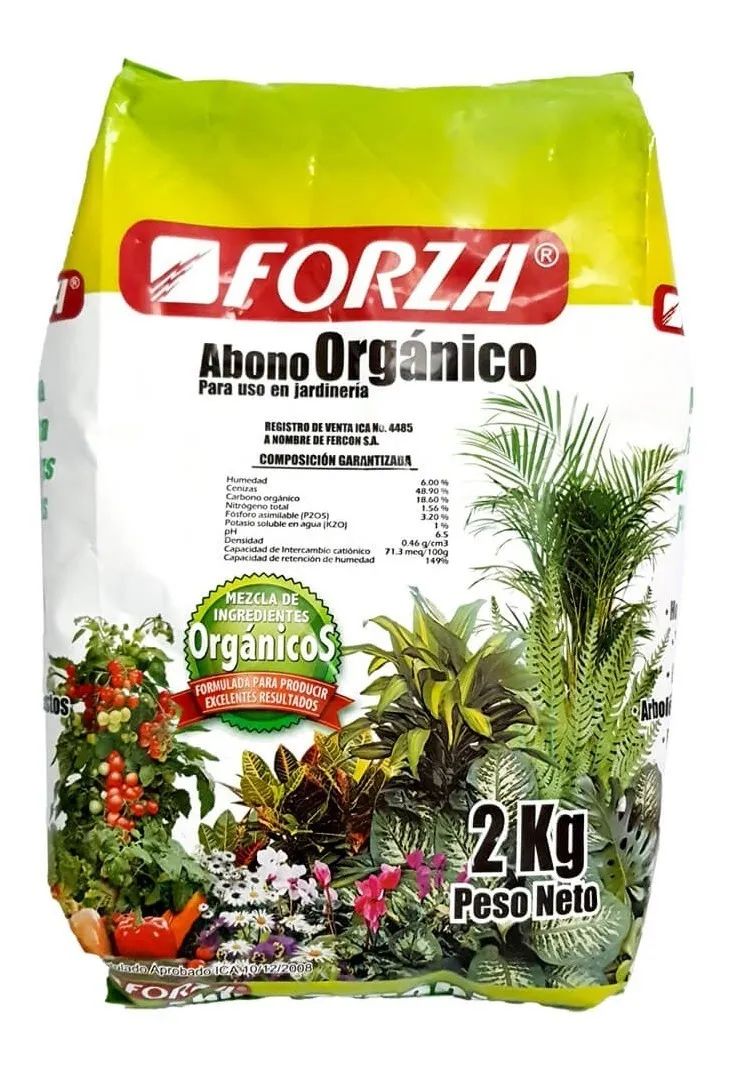 FORZA®
Abono Orgánico
Para uso en jardinería
REGISTRO DE VENTA ICA No. 4485
A NOMBRE DE FERCON S.A.
COMPOSICIÓN GARANTIZADA
Humedad 6.00 %
Cenizas 48.90 %
Carbono orgánico 18.60 %
Nitrógeno total 1.56 %
Fósforo asimilable (P2O5) 3.20 %
Potasio soluble en agua (K2O) 1 %
pH 6.5
Densidad 0.46 g/cm3
Capacidad de Intercambio catiónico 71.3 meq/100g
Capacidad de retención de humedad 149%
MEZCLA DE
INGREDIENTES
OrgánicoS
FORMULADA PARA PRODUCIR
EXCELENTES RESULTADOS
2 Kg
Peso Neto
Aprobado ICA 10/12/2008
FORZA®